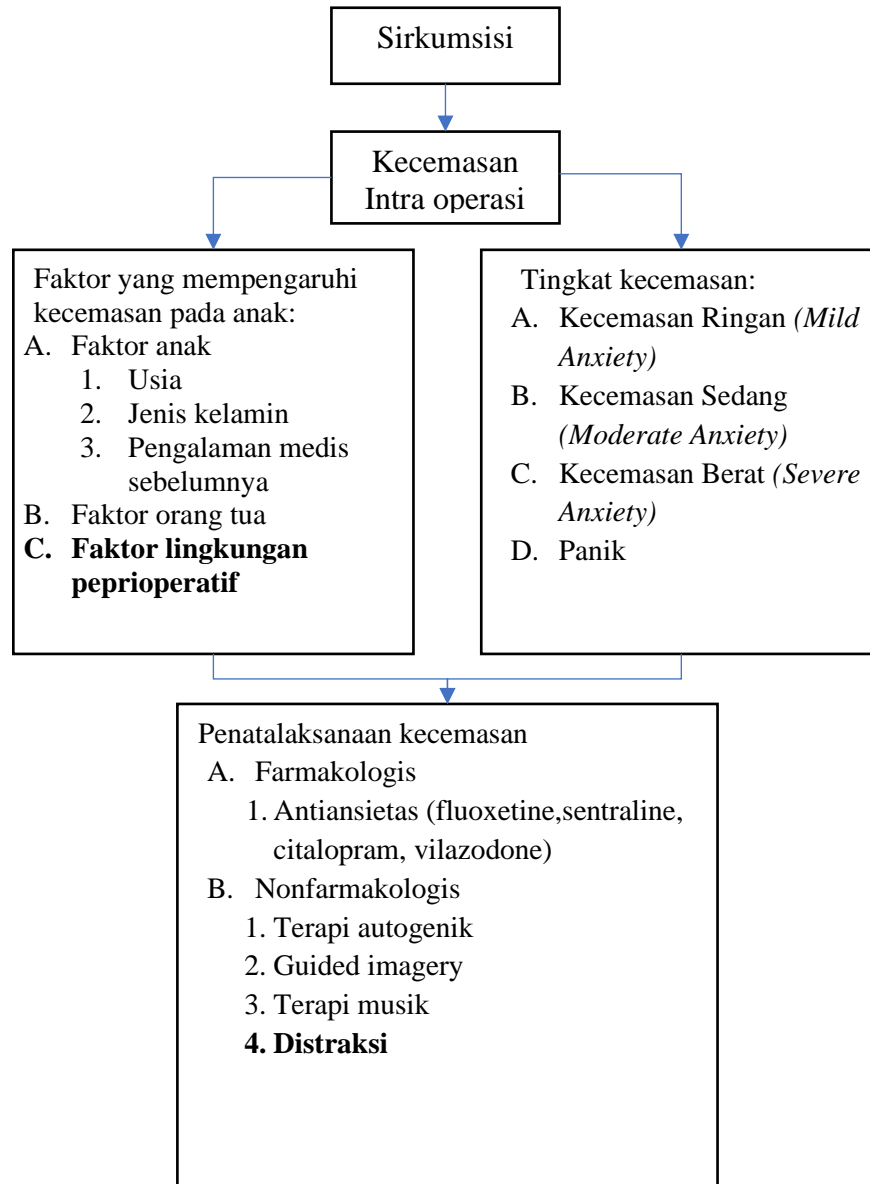 Sirkumsisi
Kecemasan
Intra operasi
Faktor yang mempengaruhi
kecemasan pada anak:
A. Faktor anak
1. Usia
2. Jenis kelamin
3. Pengalaman medis
sebelumnya
B. Faktor orang tua
C. Faktor lingkungan
peprioperatif
Tingkat kecemasan:
A. Kecemasan Ringan (Mild
Anxiety)
B. Kecemasan Sedang
(Moderate Anxiety)
C. Kecemasan Berat (Severe
Anxiety)
D. Panik
Penatalaksanaan kecemasan
A. Farmakologis
1. Antiansietas (fluoxetine,sentraline,
citalopram, vilazodone)
B. Nonfarmakologis
1. Terapi autogenik
2. Guided imagery
3. Terapi musik
4. Distraksi